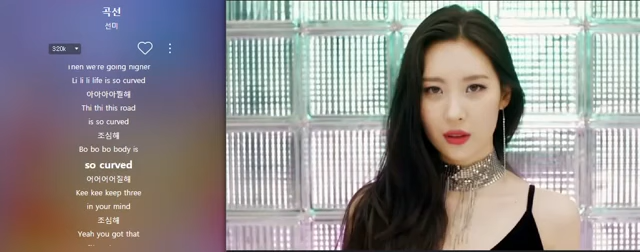 곡선
선미
320k
Then we're going higher
Li li li life is so curved
아아아아찔해
Thi thi this road
is so curved
조심해
Bo bo bo body is
so curved
어어어어질해
Kee kee keep three
in your mind
조심해
Yeah you got that